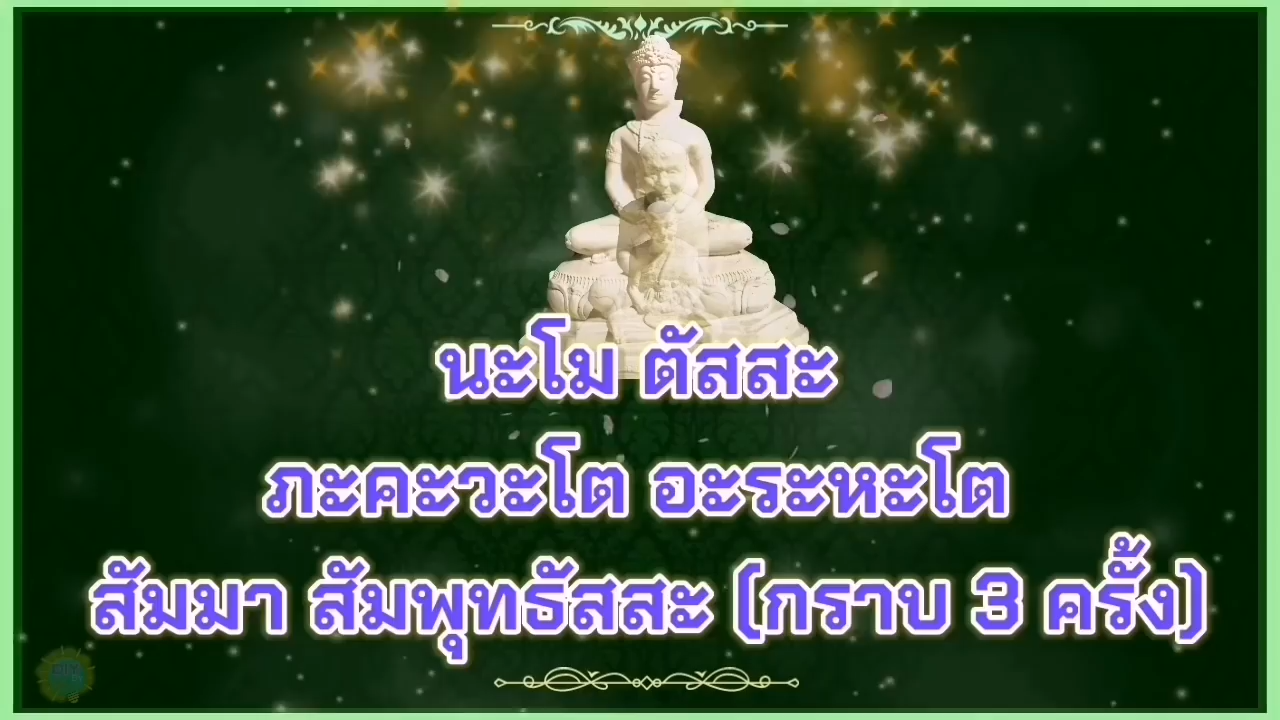 นะโม ตัสสะ
ภะคะวะโต อะระหะโต
สัมมา สัมพุทธัสสะ (กราบ 3 ครั้ง)